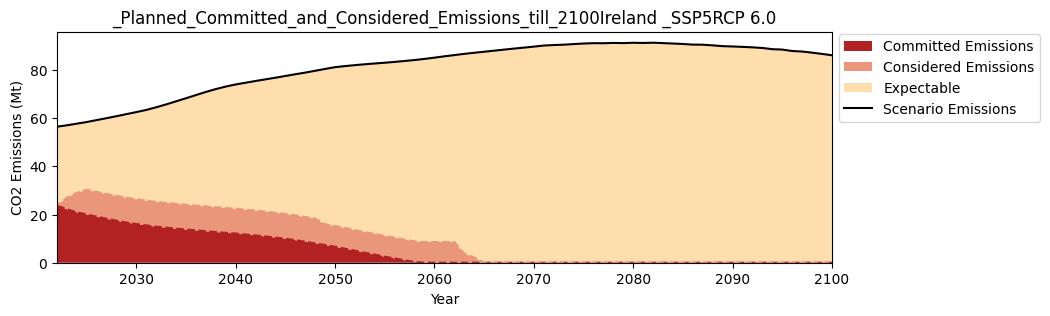 _Planned_Committed_and_Considered_Emissions_till_2100Ireland _SSP5RCP 6.0
CO2 Emissions (Mt)
80
60
40
20
0
2030 2040 2050 2060 2070 2080 2090 2100
Year
Committed Emissions
Considered Emissions
Expectable
Scenario Emissions